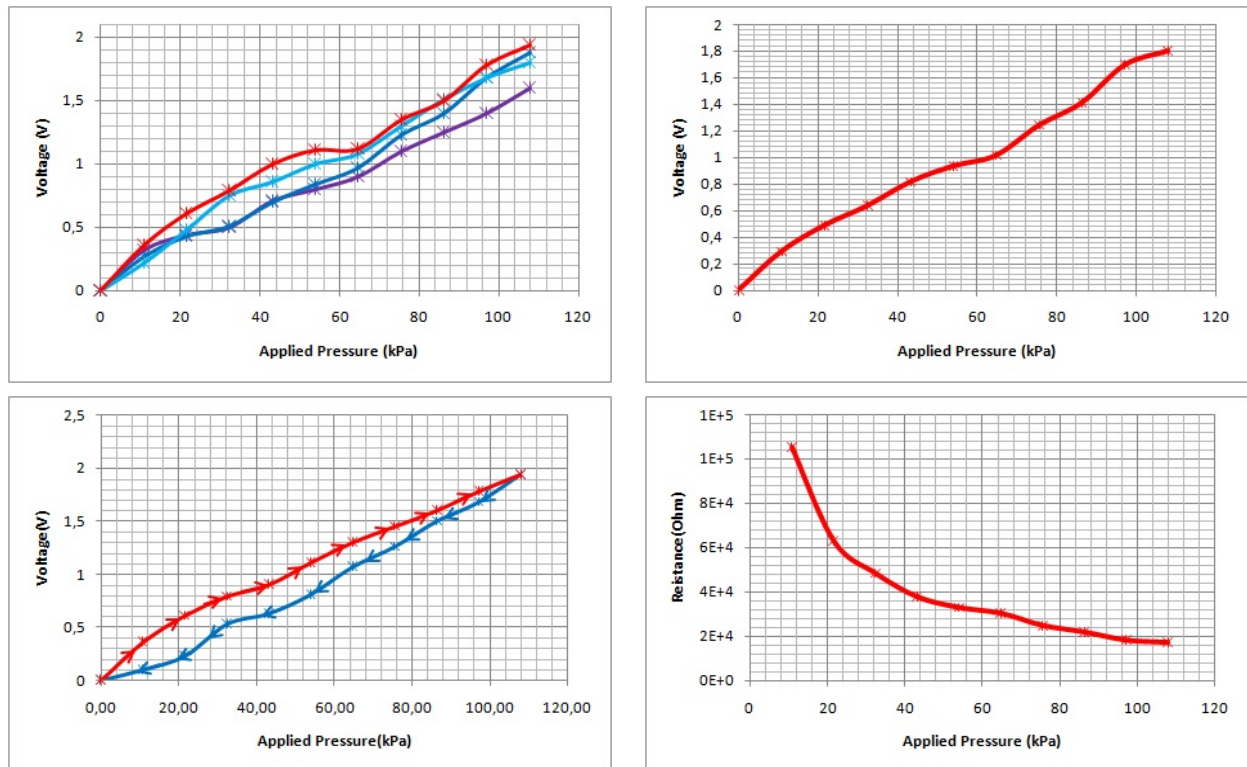 2
1,5
1
0,5
0
Voltage (V)
0 20 40 60 80 100 120
Applied Pressure (kPa)
2
1,8
1,6
1,4
1,2
1
0,8
0,6
0,4
0,2
0
Voltage (V)
0 20 40 60 80 100 120
Applied Pressure (kPa)
2,5
2
1,5
1
0,5
0
Voltage(V)
0,00 20,00 40,00 60,00 80,00 100,00 120,00
Applied Pressure(kPa)
1E+5
1E+5
8E+4
6E+4
4E+4
2E+4
0E+0
Reistance(Ohm)
0 20 40 60 80 100 120
Applied Pressure (kPa)